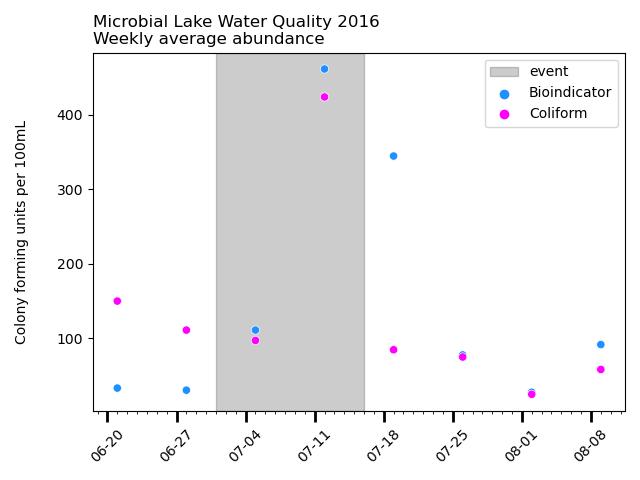 Microbial Lake Water Quality 2016
Weekly average abundance
event
Bioindicator
Coliform
Colony forming units per 100mL
400
300
200
100
06-20
06-27
07-04
07-11
07-18
07-25
08-01
08-08